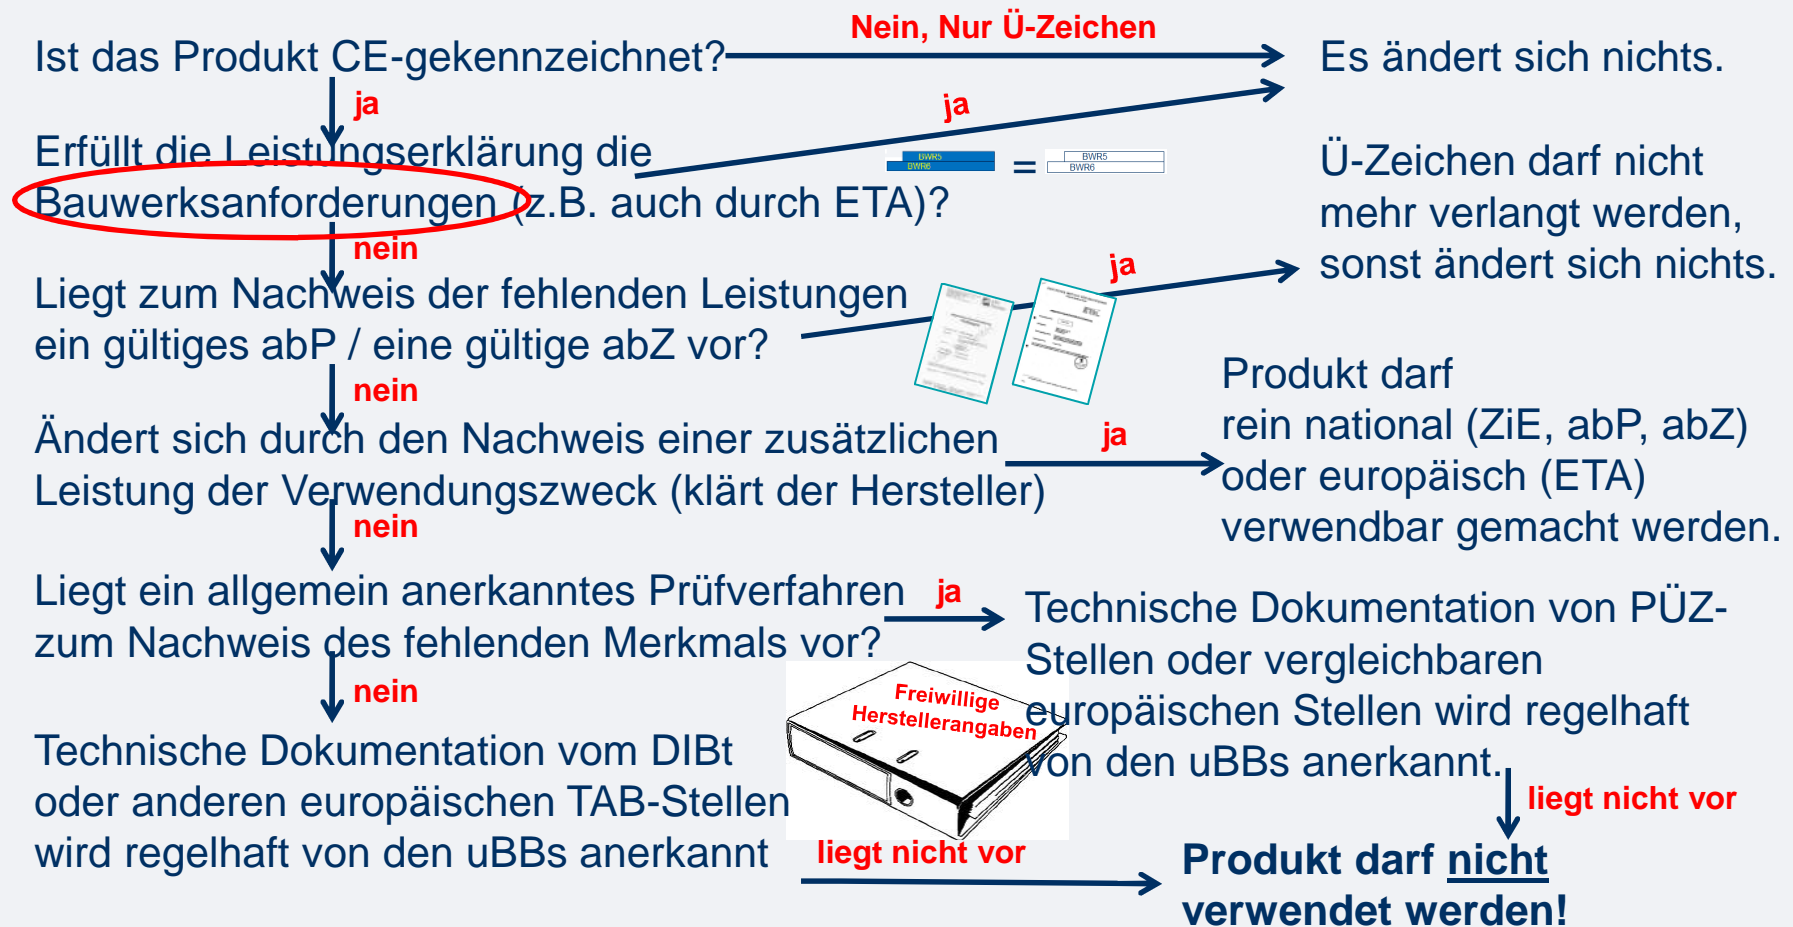 Nein, Nur Ü-Zeichen
Ist das Produkt CE-gekennzeichnet?
Es ändert sich nichts.
ja
ja
Erfüllt die Leistungserklärung die
Bauwerksanforderungen (z.B. auch durch ETA)?
BWR5
BWR6
=
BWR5
BWR6
Ü-Zeichen darf nicht
mehr verlangt werden,
sonst ändert sich nichts.
nein
ja
Liegt zum Nachweis der fehlenden Leistungen
ein gültiges abP / eine gültige abZ vor?
nein
Produkt darf
rein national (ZiE, abP, abZ)
oder europäisch (ETA)
verwendbar gemacht werden.
Ändert sich durch den Nachweis einer zusätzlichen
Leistung der Verwendungszweck (klärt der Hersteller)
ja
nein
Liegt ein allgemein anerkanntes Prüfverfahren
zum Nachweis des fehlenden Merkmals vor?
ja
Technische Dokumentation von PÜZ-
Stellen oder vergleichbaren
europäischen Stellen wird regelhaft
von den uBBs anerkannt.
nein
Freiwillige
Herstellerangaben
Technische Dokumentation vom DIBt
oder anderen europäischen TAB-Stellen
wird regelhaft von den uBBs anerkannt
liegt nicht vor
liegt nicht vor
Produkt darf nicht
verwendet werden!